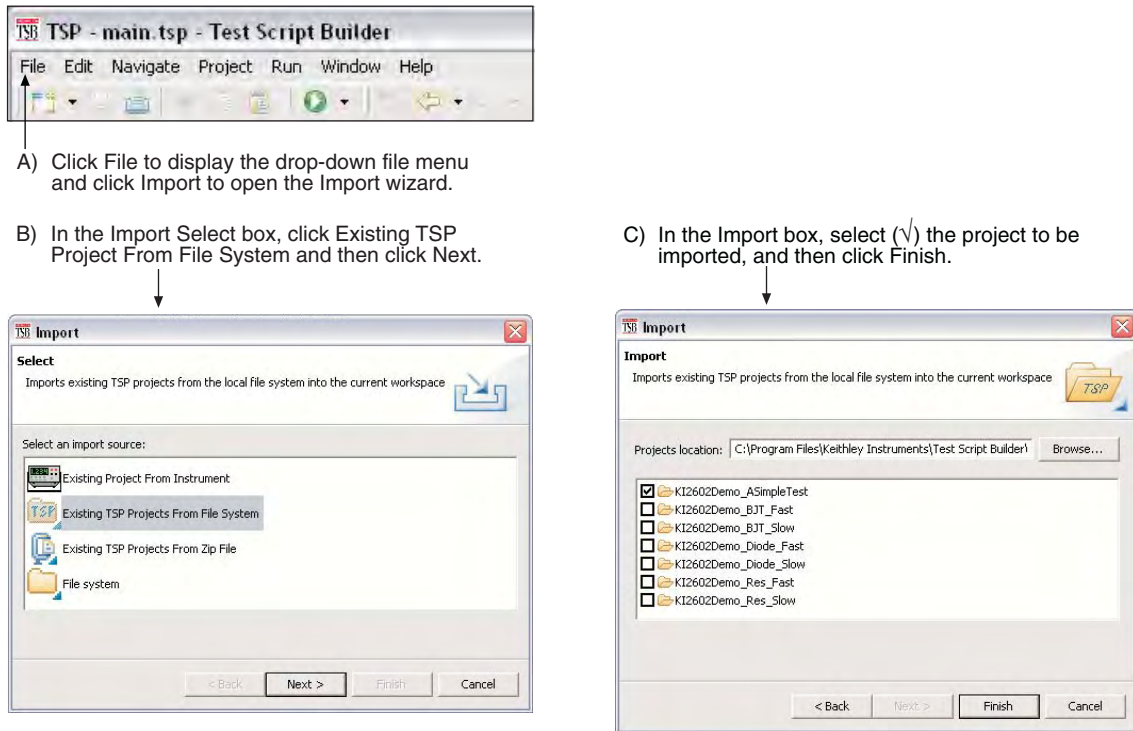 TSB TSP - main.tsp - Test Script Builder
File Edit Navigate Project Run Window Help
A) Click File to display the drop-down file menu
and click Import to open the Import wizard.
B) In the Import Select box, click Existing TSP
Project From File System and then click Next.
TSB Import
Select
Imports existing TSP projects from the local file system into the current workspace
Select an import source:
Existing Project From Instrument
TSP Existing TSP Projects From File System
Existing TSP Projects From Zip File
File system
< Back Next > Finish Cancel
C) In the Import box, select (√) the project to be
imported, and then click Finish.
TSB Import
Import
Imports existing TSP projects from the local file system into the current workspace
TSP
Projects location: C:\Program Files\Keithley Instruments\Test Script Builder\ Browse...
KI2602Demo_ASimpleTest
KI2602Demo_BJT_Fast
KI2602Demo_BJT_Slow
KI2602Demo_Diode_Fast
KI2602Demo_Diode_Slow
KI2602Demo_Res_Fast
KI2602Demo_Res_Slow
< Back Next > Finish Cancel